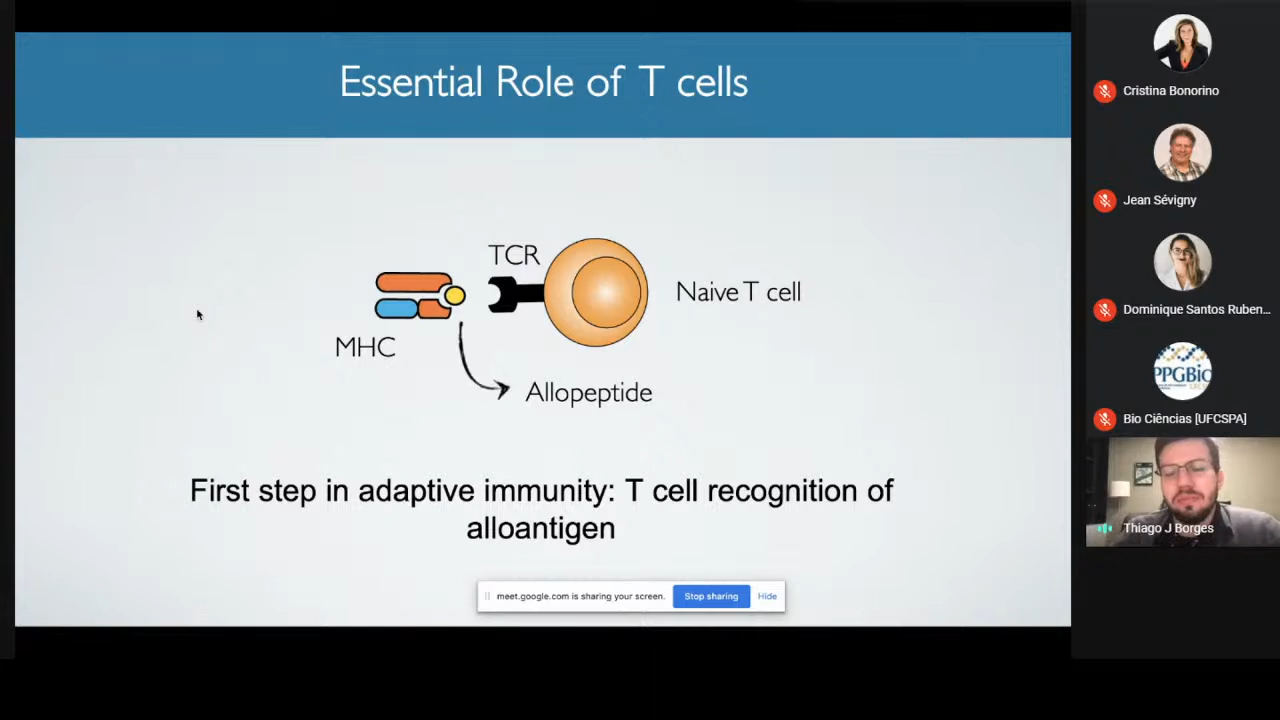 Essential Role of T cells
TCR
Naive T cell
MHC
Allopeptide
First step in adaptive immunity: T cell recognition of
alloantigen
meet.google.com is sharing your screen.
Stop sharing
Hide
Cristina Bonorino
Jean Sévigny
Dominique Santos Ruben...
PPGBio
Bio Ciências [UFCSPA]
Thiago J Borges